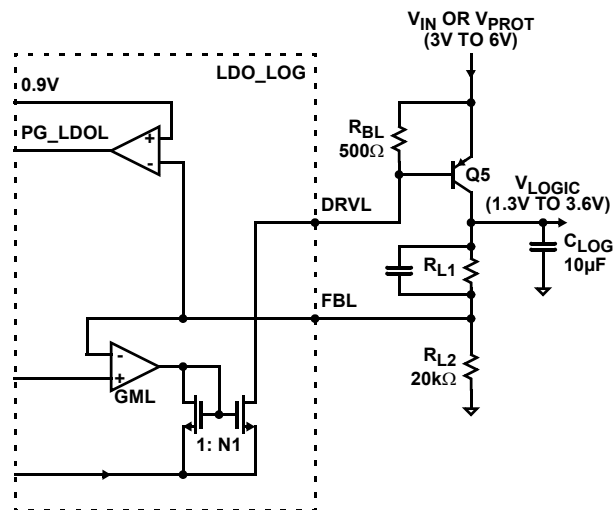 V_IN OR V_PROT
(3V TO 6V)
LDO_LOG
0.9V
PG_LDOL
+
-
R_BL
500Ω
Q5
DRVL
V_LOGIC
(1.3V TO 3.6V)
C_LOG
10µF
R_L1
FBL
-
+
GML
1: N1
R_L2
20kΩ